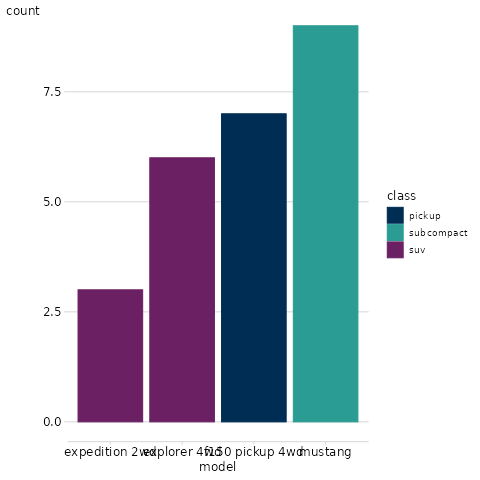 count
7.5
5.0
2.5
0.0
expedition 2wd explorer 4wd f150 pickup 4wd mustang
model
class
pickup
subcompact
suv